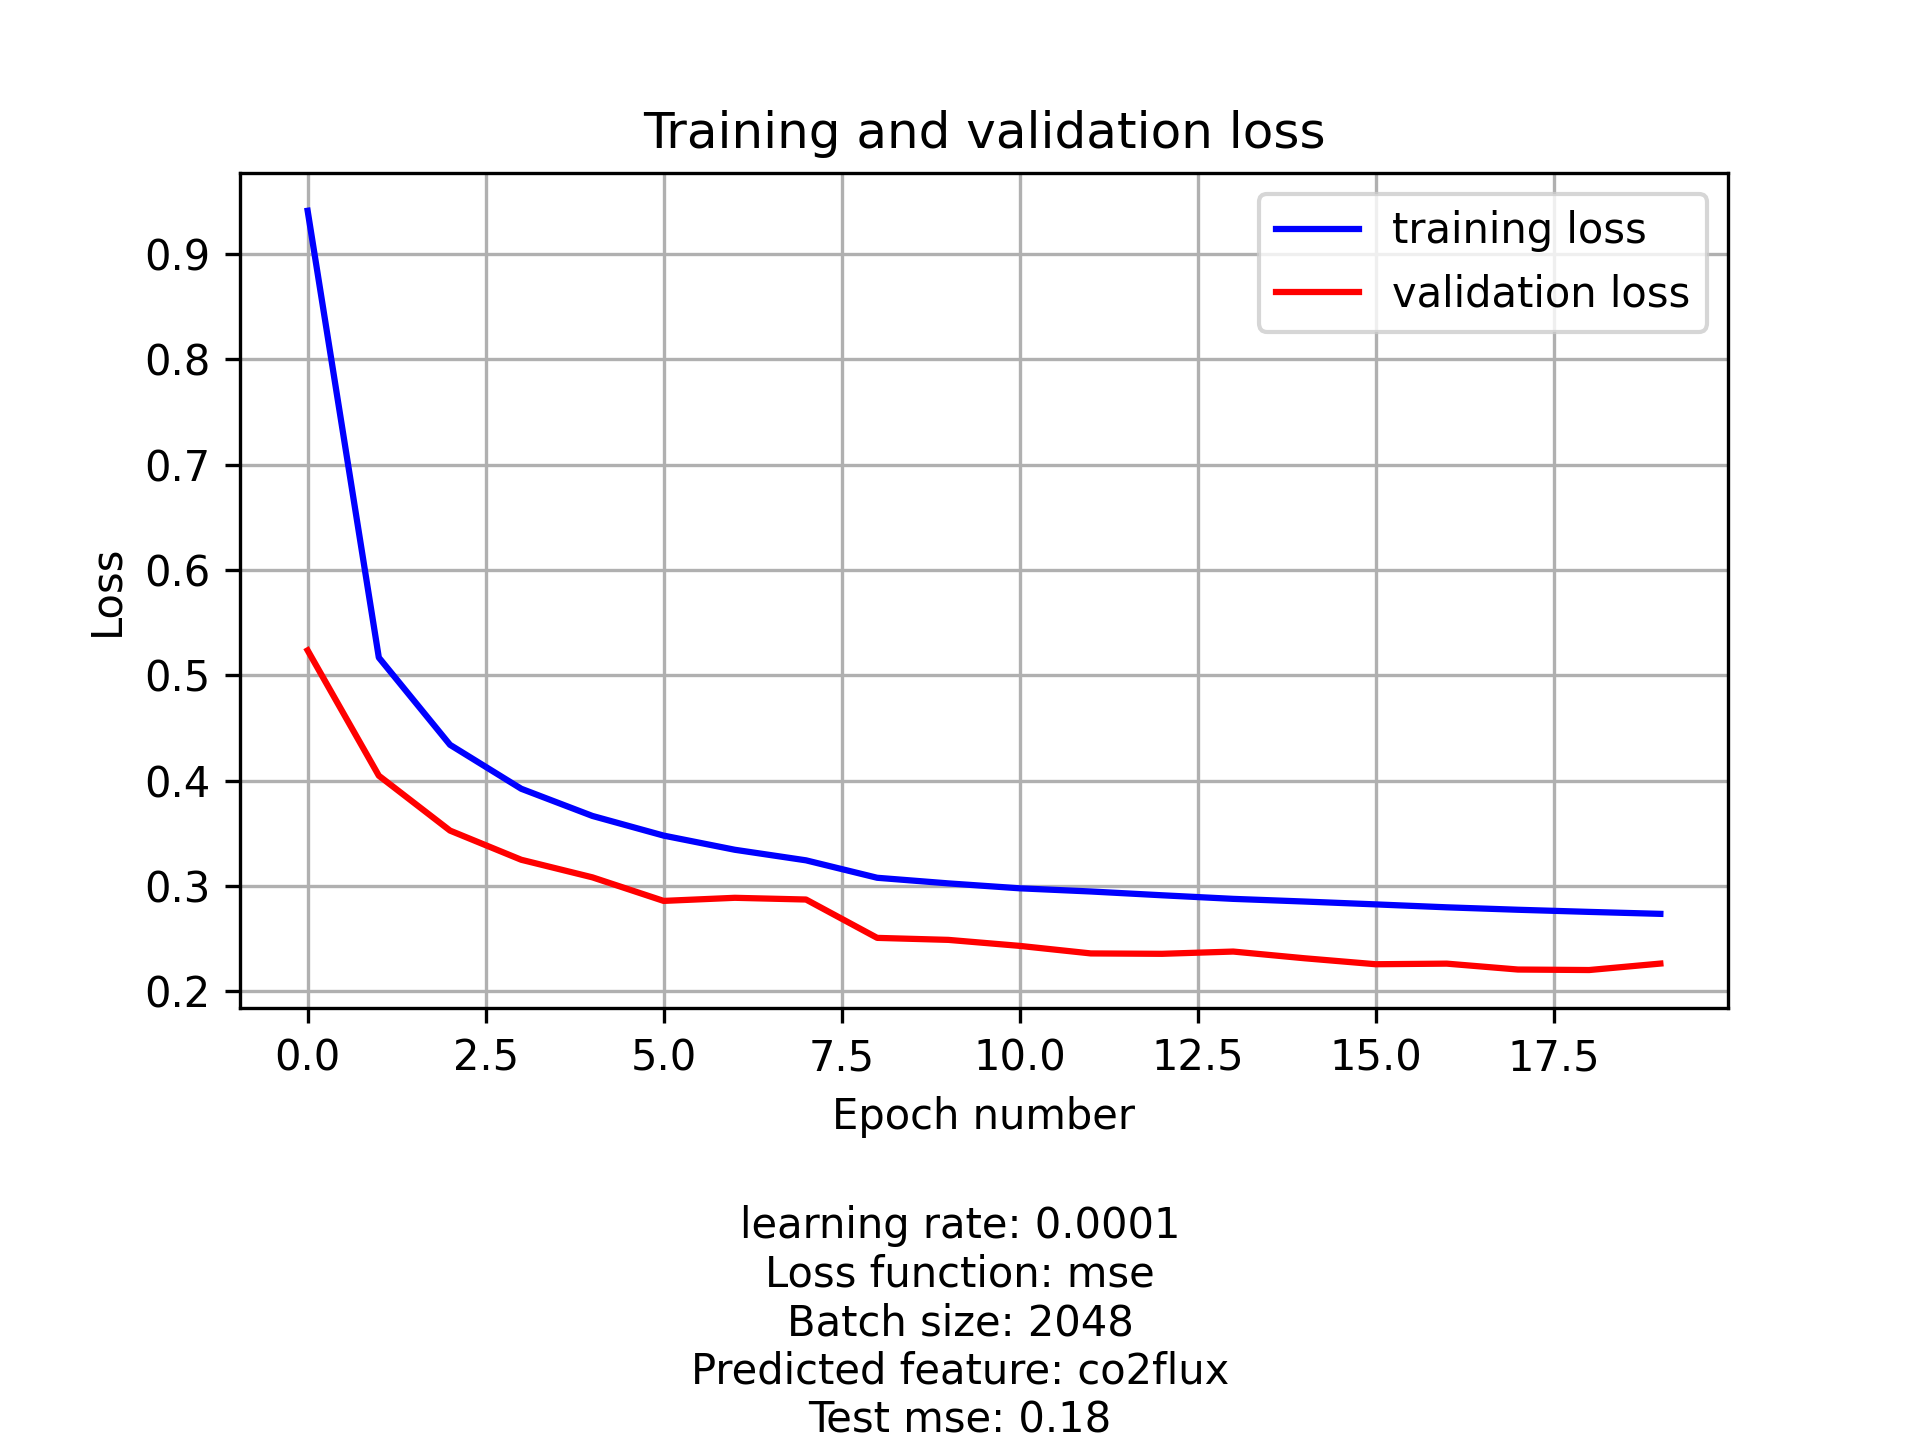 Training and validation loss
training loss
validation loss
0.9
0.8
0.7
0.6
0.5
0.4
0.3
0.2
Loss
0.0 2.5 5.0 7.5 10.0 12.5 15.0 17.5
Epoch number
learning rate: 0.0001
Loss function: mse
Batch size: 2048
Predicted feature: co2flux
Test mse: 0.18